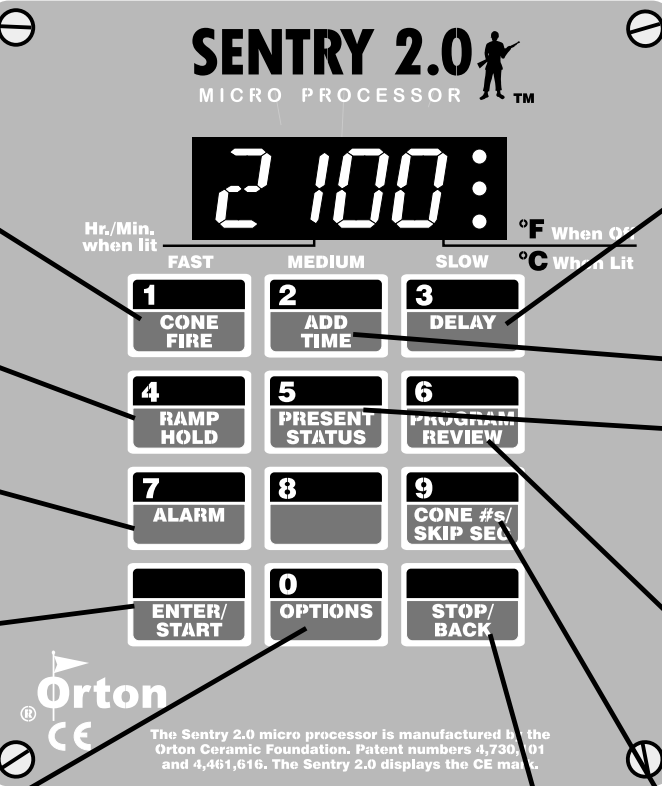 SENTRY 2.0
MICRO PROCESSOR TM
2100
Hr./Min.
when lit
°F When Off
°C When Lit
FAST MEDIUM SLOW
1 2 3
CONE
FIRE
ADD
TIME
DELAY
4 5 6
RAMP
HOLD
PRESENT
STATUS
PROGRAM
REVIEW
7 8 9
ALARM
CONE #s/
SKIP SEG
0
ENTER/
START
OPTIONS
STOP/
BACK
Orton
®
CE
The Sentry 2.0 micro processor is manufactured by the
Orton Ceramic Foundation. Patent numbers 4,730,101
and 4,461,616. The Sentry 2.0 displays the CE mark.